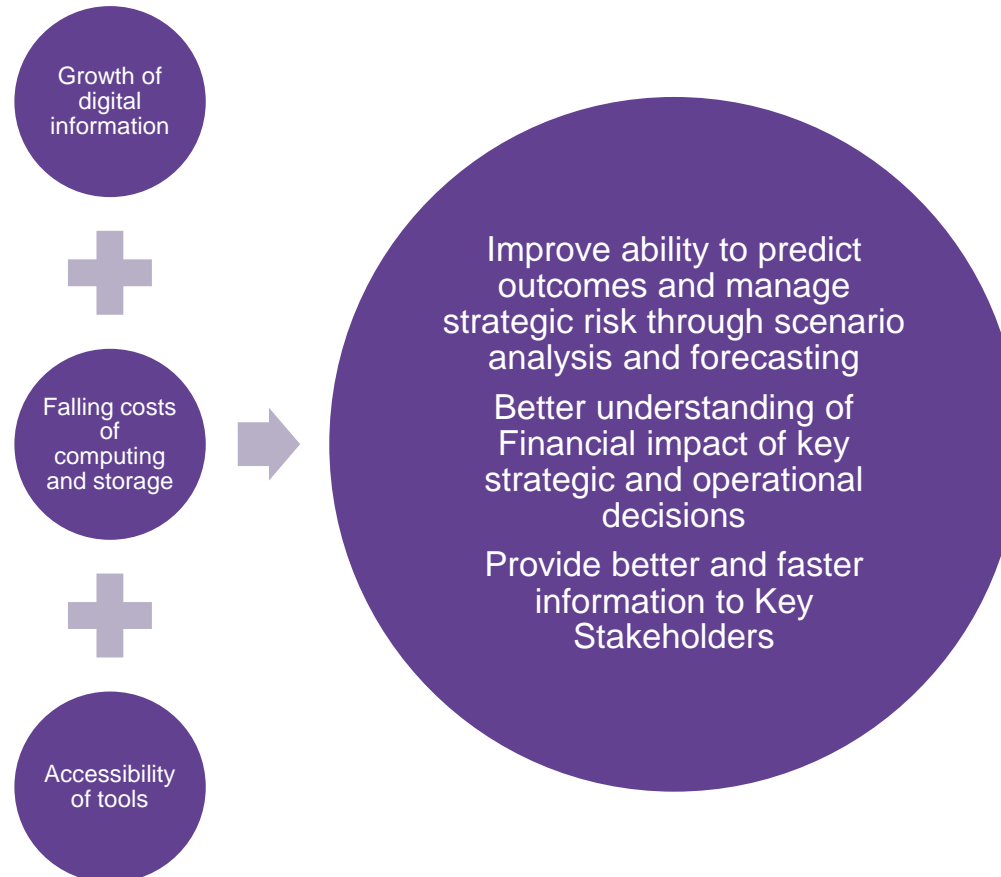 Growth of
digital
information
Falling costs
of
computing
and storage
Accessibility
of tools
Improve ability to predict
outcomes and manage
strategic risk through scenario
analysis and forecasting
Better understanding of
Financial impact of key
strategic and operational
decisions
Provide better and faster
information to Key
Stakeholders